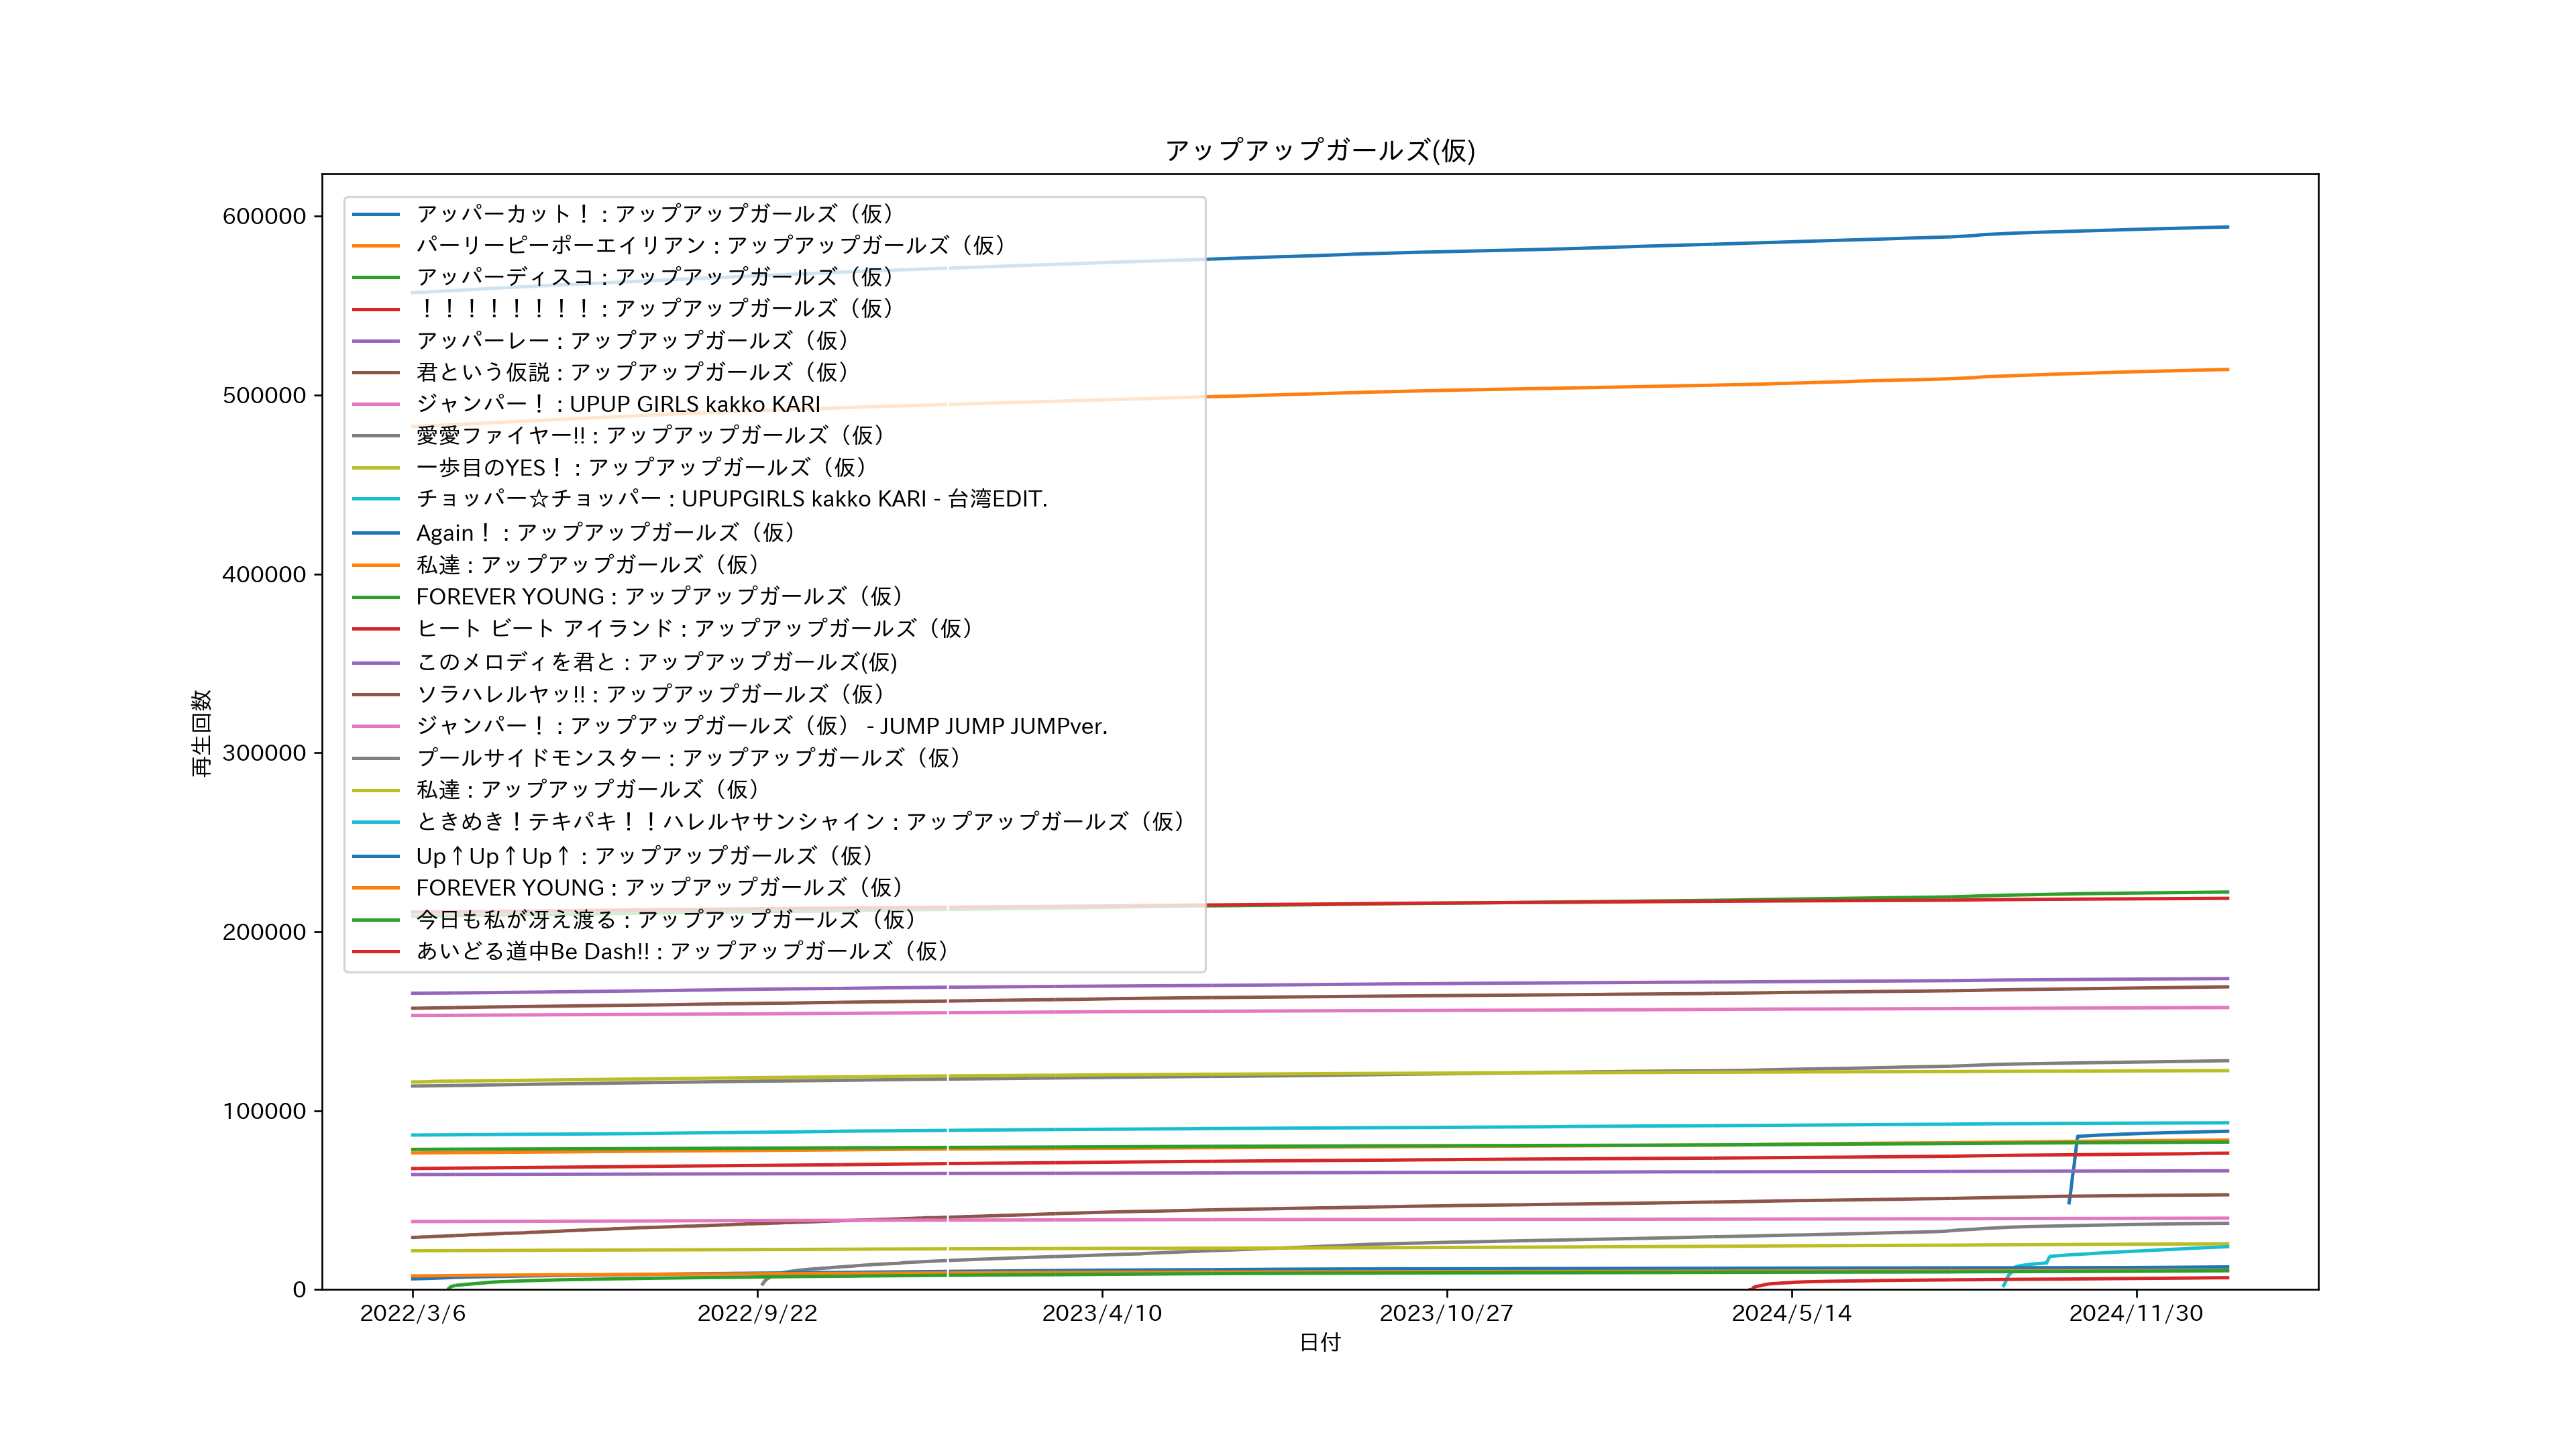 アップアップガールズ(仮)
600000
500000
400000
300000
200000
100000
0
再生回数
アッパーカット！ : アップアップガールズ（仮）
パーリーピーポーエイリアン : アップアップガールズ（仮）
アッパーディスコ : アップアップガールズ（仮）
！！！！！！！！ : アップアップガールズ（仮）
アッパーレー : アップアップガールズ（仮）
君という仮説 : アップアップガールズ（仮）
ジャンパー！ : UPUP GIRLS kakko KARI
愛愛ファイヤー!! : アップアップガールズ（仮）
一歩目のYES！ : アップアップガールズ（仮）
チョッパー☆チョッパー : UPUPGIRLS kakko KARI - 台湾EDIT.
Again！ : アップアップガールズ（仮）
私達 : アップアップガールズ（仮）
FOREVER YOUNG : アップアップガールズ（仮）
ヒート ビート アイランド : アップアップガールズ（仮）
このメロディを君と : アップアップガールズ(仮)
ソラハレルヤッ!! : アップアップガールズ（仮）
ジャンパー！ : アップアップガールズ（仮） - JUMP JUMP JUMPver.
プールサイドモンスター : アップアップガールズ（仮）
私達 : アップアップガールズ（仮）
ときめき！テキパキ！！ハレルヤサンシャイン : アップアップガールズ（仮）
Up↑Up↑Up↑ : アップアップガールズ（仮）
FOREVER YOUNG : アップアップガールズ（仮）
今日も私が冴え渡る : アップアップガールズ（仮）
あいどる道中Be Dash!! : アップアップガールズ（仮）
2022/3/6
2022/9/22
2023/4/10
2023/10/27
2024/5/14
2024/11/30
日付